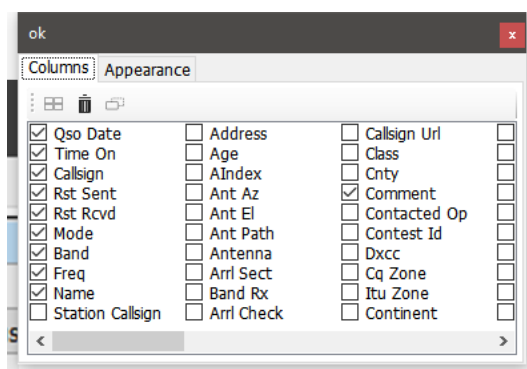 ok
x
Columns Appearance
Qso Date Address Callsign Url
Time On Age Class
Callsign AIndex Cnty
Rst Sent Ant Az Comment
Rst Rcvd Ant El Contacted Op
Mode Ant Path Contest Id
Band Antenna Dxcc
Freq Arrl Sect Cq Zone
Name Band Rx Itu Zone
Station Callsign Arrl Check Continent